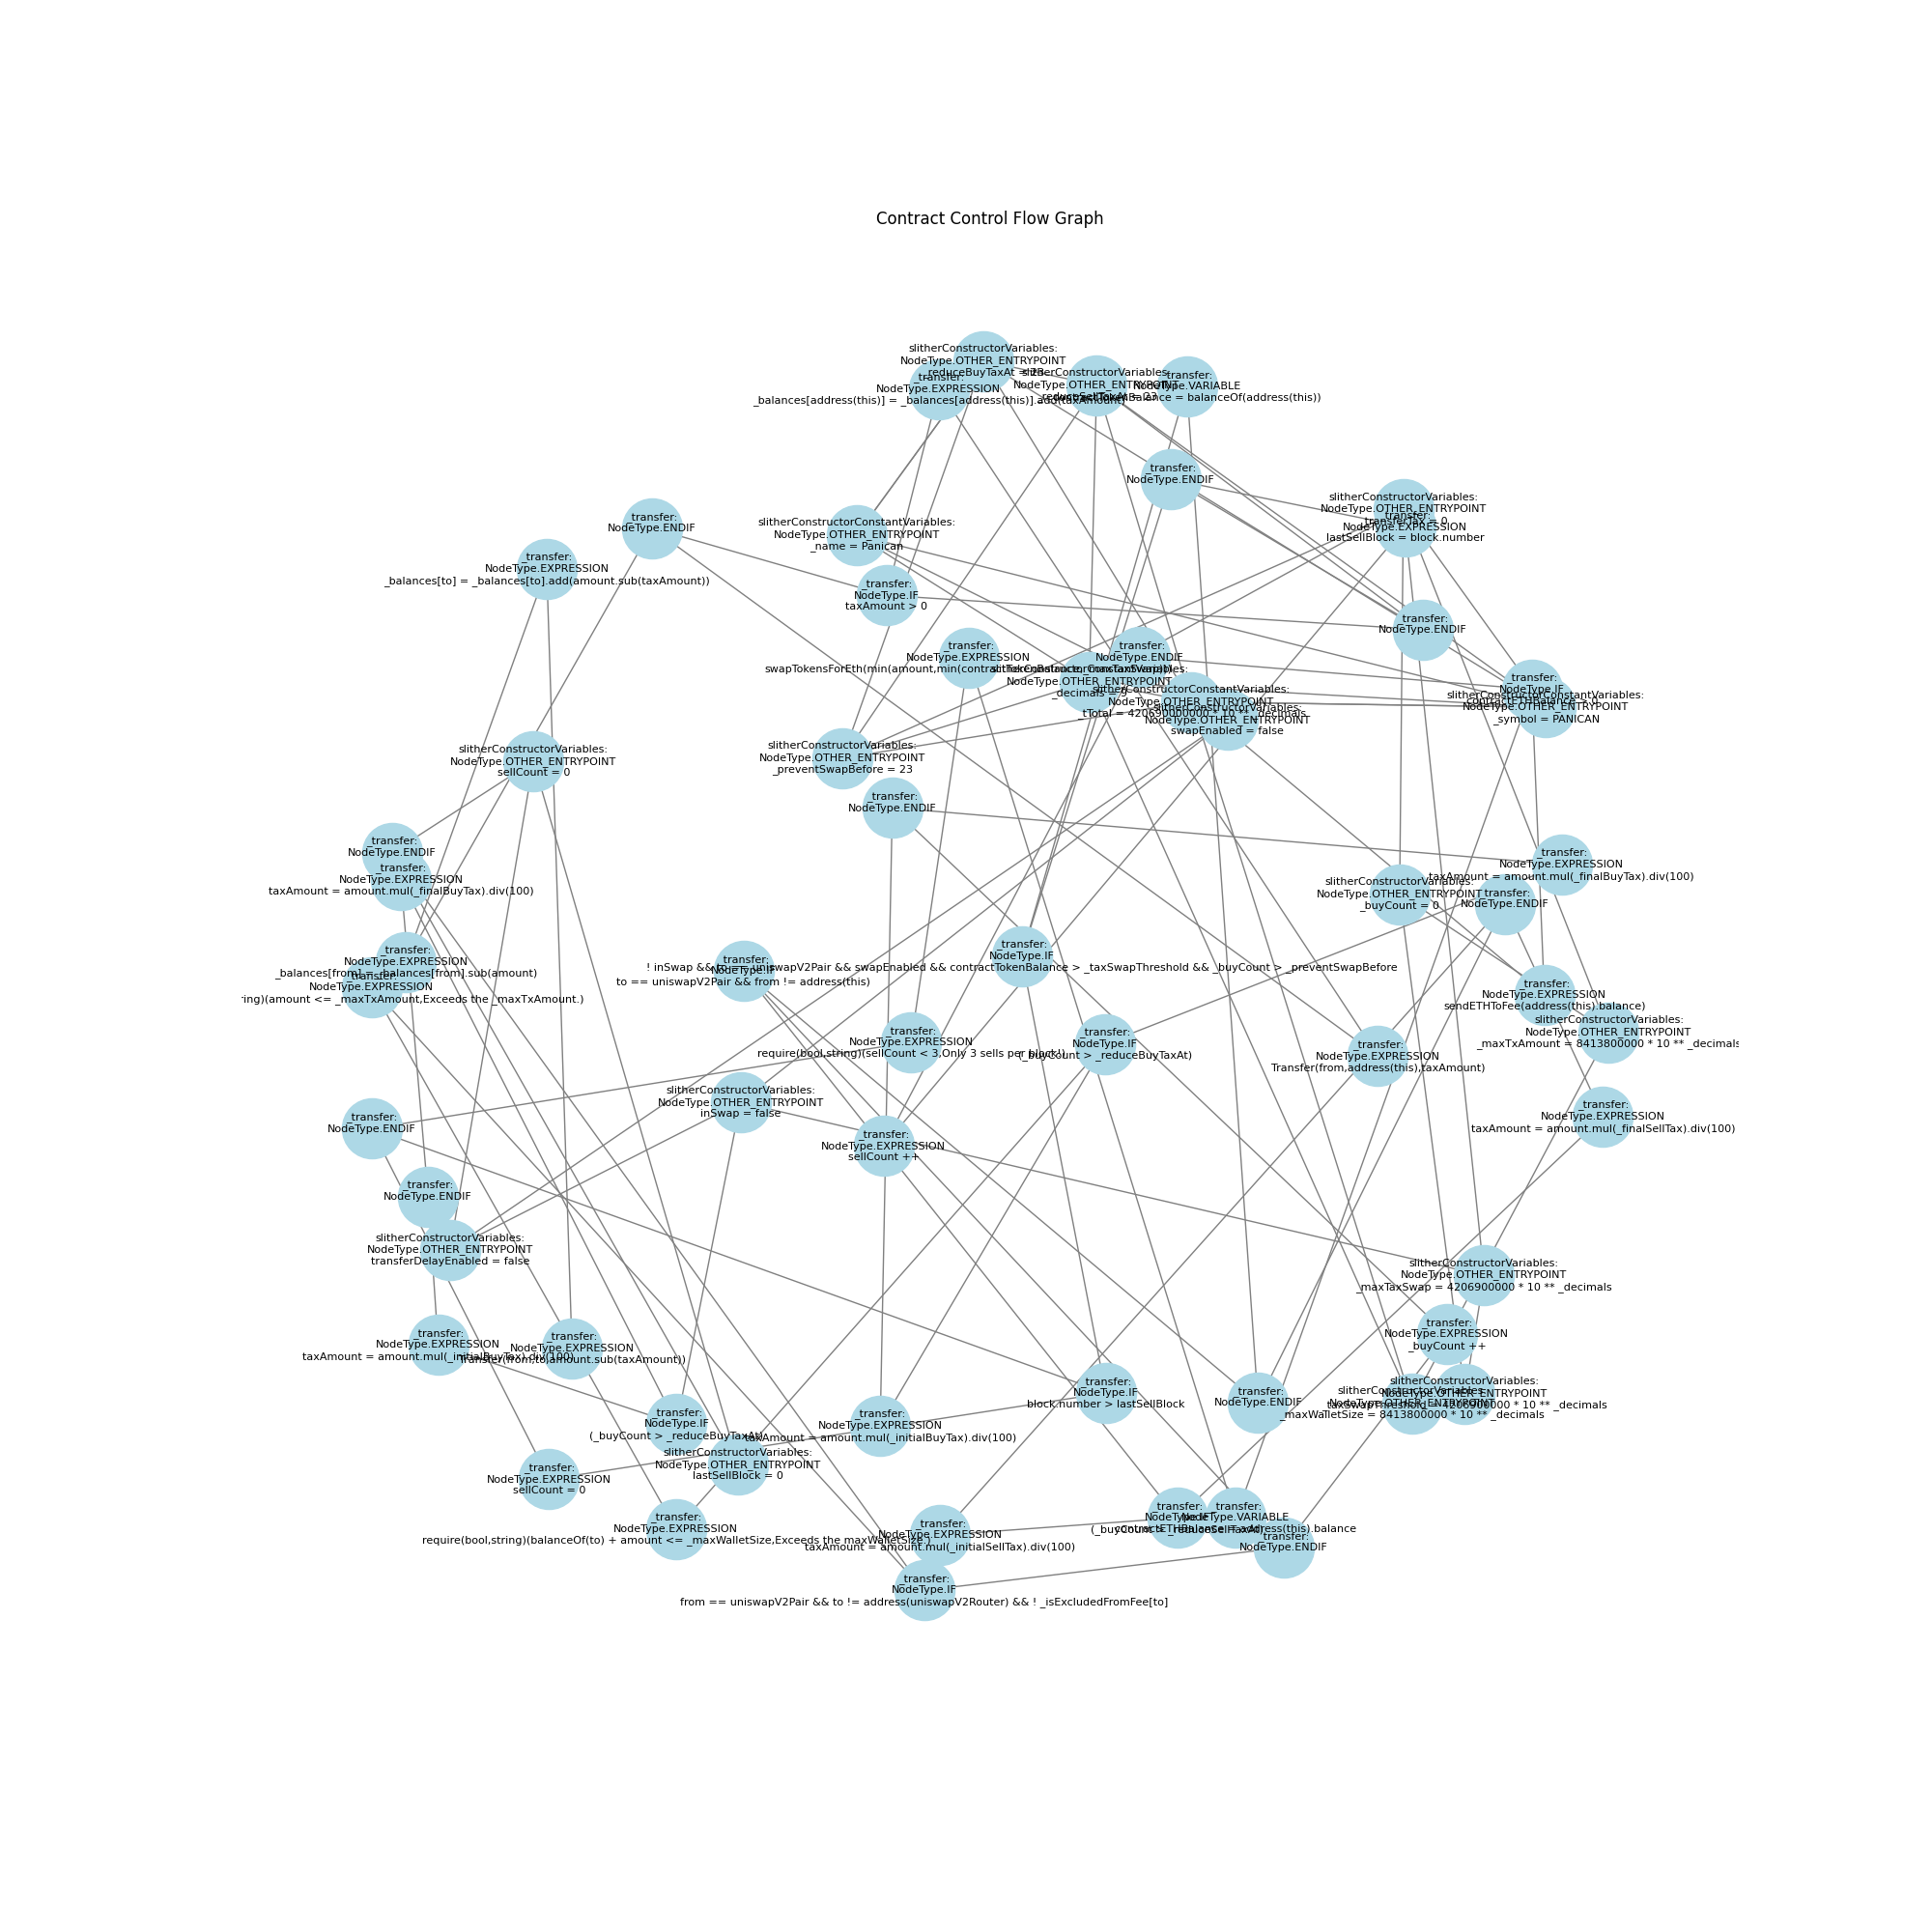 Contract Control Flow Graph
slitherConstructorVariables:
NodeType.OTHER_ENTRYPOINT
_reduceBuyTaxAt = 23
_transfer:
NodeType.EXPRESSION
_balances[address(this)] = _balances[address(this)].add(taxAmount)
slitherConstructorVariables:
NodeType.OTHER_ENTRYPOINT
_reduceSellTaxAt = 23
_transfer:
NodeType.VARIABLE
contractTokenBalance = balanceOf(address(this))
_transfer:
NodeType.ENDIF
slitherConstructorVariables:
NodeType.OTHER_ENTRYPOINT
_transferTax = 0
_transfer:
NodeType.EXPRESSION
lastSellBlock = block.number
_transfer:
NodeType.ENDIF
slitherConstructorConstantVariables:
NodeType.OTHER_ENTRYPOINT
_name = Panican
_transfer:
NodeType.EXPRESSION
_balances[to] = _balances[to].add(amount.sub(taxAmount))
_transfer:
NodeType.IF
taxAmount > 0
_transfer:
NodeType.ENDIF
_transfer:
NodeType.EXPRESSION
swapTokensForEth(min(amount,min(contractTokenBalance,_maxTaxSwap)))
_transfer:
NodeType.ENDIF
slitherConstructorConstantVariables:
NodeType.OTHER_ENTRYPOINT
_decimals = 9
slitherConstructorConstantVariables:
NodeType.OTHER_ENTRYPOINT
_tTotal = 420690000000 * 10 ** _decimals
slitherConstructorVariables:
NodeType.OTHER_ENTRYPOINT
swapEnabled = false
_transfer:
NodeType.IF
contractETHBalance > 0
slitherConstructorConstantVariables:
NodeType.OTHER_ENTRYPOINT
_symbol = PANICAN
slitherConstructorVariables:
NodeType.OTHER_ENTRYPOINT
sellCount = 0
slitherConstructorVariables:
NodeType.OTHER_ENTRYPOINT
_preventSwapBefore = 23
_transfer:
NodeType.ENDIF
_transfer:
NodeType.ENDIF
_transfer:
NodeType.EXPRESSION
taxAmount = amount.mul(_finalBuyTax).div(100)
_transfer:
NodeType.EXPRESSION
taxAmount = amount.mul(_finalBuyTax).div(100)
slitherConstructorVariables:
NodeType.OTHER_ENTRYPOINT
_buyCount = 0
_transfer:
NodeType.ENDIF
_transfer:
NodeType.EXPRESSION
_balances[from] = _balances[from].sub(amount)
_transfer:
NodeType.EXPRESSION
ring)(amount <= _maxTxAmount,Exceeds the _maxTxAmount.)
_transfer:
NodeType.IF
to == uniswapV2Pair && from != address(this)
_transfer:
NodeType.IF
! inSwap && to == uniswapV2Pair && swapEnabled && contractTokenBalance > _taxSwapThreshold && _buyCount > _preventSwapBefore
_transfer:
NodeType.EXPRESSION
sendETHToFee(address(this).balance)
slitherConstructorVariables:
NodeType.OTHER_ENTRYPOINT
_maxTxAmount = 8413800000 * 10 ** _decimals
_transfer:
NodeType.EXPRESSION
require(bool,string)(sellCount < 3,Only 3 sells per block!)
_transfer:
NodeType.IF
(_buyCount > _reduceBuyTaxAt)
_transfer:
NodeType.EXPRESSION
Transfer(from,address(this),taxAmount)
slitherConstructorVariables:
NodeType.OTHER_ENTRYPOINT
inSwap = false
_transfer:
NodeType.ENDIF
_transfer:
NodeType.EXPRESSION
taxAmount = amount.mul(_finalSellTax).div(100)
_transfer:
NodeType.EXPRESSION
sellCount ++
_transfer:
NodeType.ENDIF
slitherConstructorVariables:
NodeType.OTHER_ENTRYPOINT
transferDelayEnabled = false
slitherConstructorVariables:
NodeType.OTHER_ENTRYPOINT
_maxTaxSwap = 4206900000 * 10 ** _decimals
_transfer:
NodeType.EXPRESSION
_buyCount ++
_transfer:
NodeType.EXPRESSION
taxAmount = amount.mul(_initialBuyTax).div(100)
_transfer:
NodeType.EXPRESSION
Transfer(from,to,amount.sub(taxAmount))
_transfer:
NodeType.IF
block.number > lastSellBlock
_transfer:
NodeType.ENDIF
slitherConstructorVariables:
NodeType.OTHER_ENTRYPOINT
_taxSwapThreshold = 4206900000 * 10 ** _decimals
slitherConstructorVariables:
NodeType.OTHER_ENTRYPOINT
_maxWalletSize = 8413800000 * 10 ** _decimals
_transfer:
NodeType.IF
(_buyCount > _reduceBuyTaxAt)
_transfer:
NodeType.EXPRESSION
taxAmount = amount.mul(_initialBuyTax).div(100)
slitherConstructorVariables:
NodeType.OTHER_ENTRYPOINT
lastSellBlock = 0
_transfer:
NodeType.EXPRESSION
sellCount = 0
_transfer:
NodeType.EXPRESSION
require(bool,string)(balanceOf(to) + amount <= _maxWalletSize,Exceeds the maxWalletSize.)
_transfer:
NodeType.EXPRESSION
taxAmount = amount.mul(_initialSellTax).div(100)
_transfer:
NodeType.IF
(_buyCount > _reduceSellTaxAt)
_transfer:
NodeType.VARIABLE
contractETHBalance = address(this).balance
_transfer:
NodeType.ENDIF
_transfer:
NodeType.IF
from == uniswapV2Pair && to != address(uniswapV2Router) && ! _isExcludedFromFee[to]